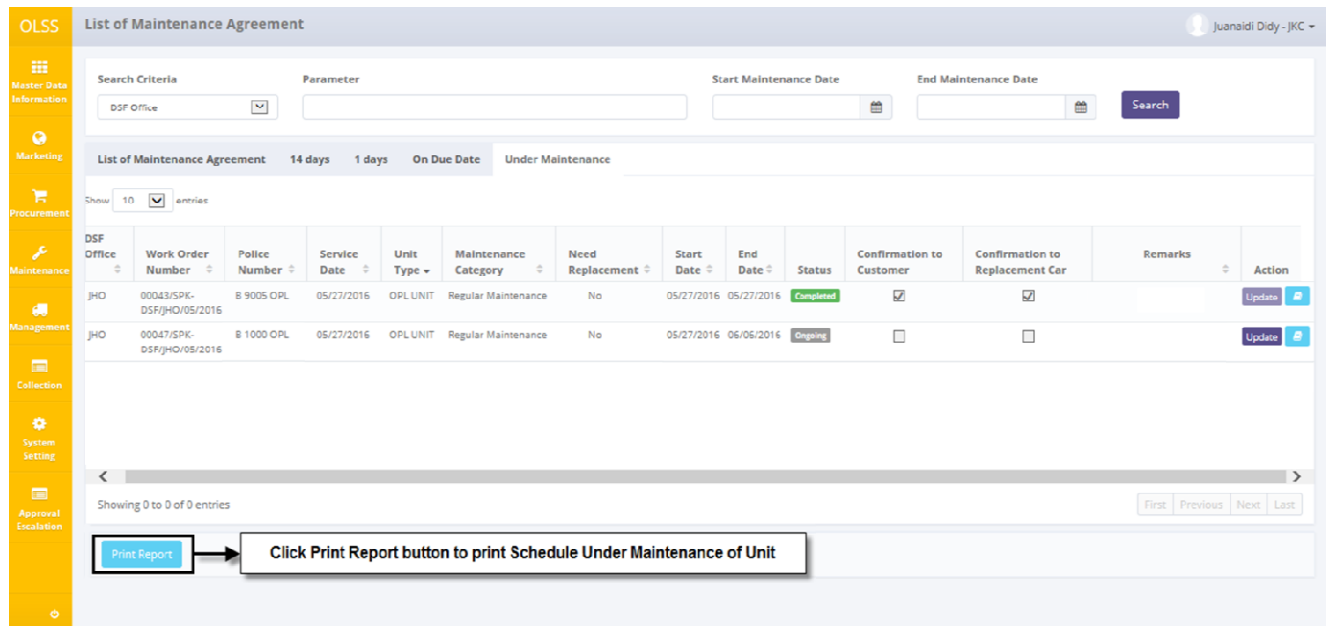 OLSS
List of Maintenance Agreement
Juanaidi Didy - JKC
Master Data
Information
Marketing
Procurement
Maintenance
Management
Collection
System
Setting
Approval
Escalation
Search Criteria
Parameter
Start Maintenance Date
End Maintenance Date
DSF Office
Search
List of Maintenance Agreement 14 days 1 days On Due Date Under Maintenance
Show 10 entries
DSF
Office Work Order Police Service Unit Maintenance Need Start End Confirmation to Confirmation to Remarks
Number Number Date Type Category Replacement Date Date Status Customer Replacement Car Action
JHO 00043/SPK- B 9005 OPL 05/27/2016 OPL UNIT Regular Maintenance No 05/27/2016 05/27/2016 Completed Update
DSF/JHO/05/2016
JHO 00047/SPK- B 1000 OPL 05/27/2016 OPL UNIT Regular Maintenance No 05/27/2016 06/06/2016 Ongoing Update
DSF/JHO/05/2016
Showing 0 to 0 of 0 entries
First Previous Next Last
Print Report
Click Print Report button to print Schedule Under Maintenance of Unit